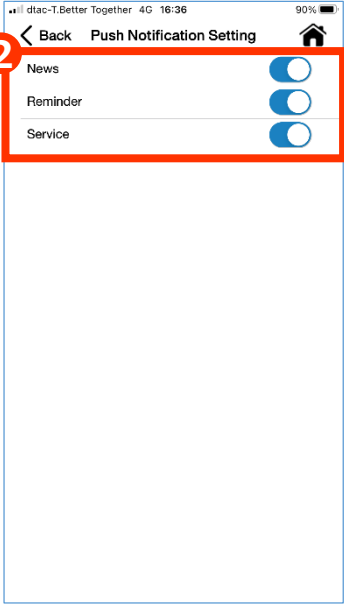 dtac-T.Better Together 4G 16:36 90%
Back Push Notification Setting
2
News
Reminder
Service